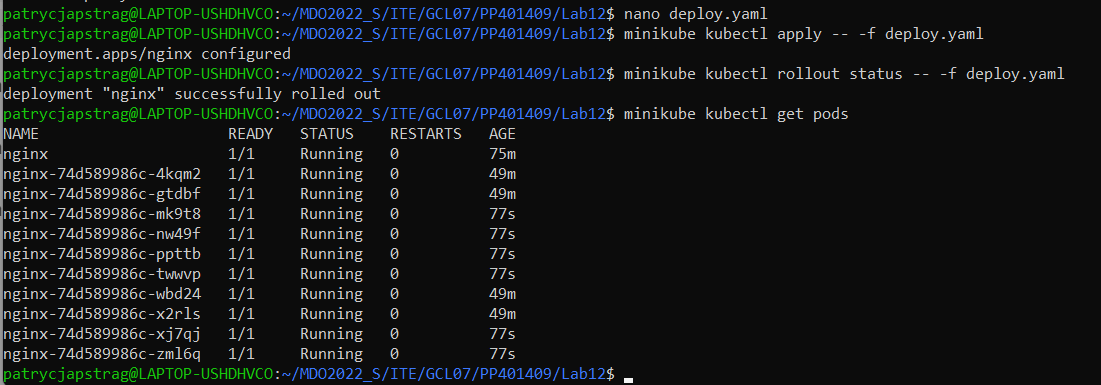 patrycjapstrag@LAPTOP-USHDHVCO:~/MDO2022_S/ITE/GCL07/PP401409/Lab12$ nano deploy.yaml
patrycjapstrag@LAPTOP-USHDHVCO:~/MDO2022_S/ITE/GCL07/PP401409/Lab12$ minikube kubectl apply -- -f deploy.yaml
deployment.apps/nginx configured
patrycjapstrag@LAPTOP-USHDHVCO:~/MDO2022_S/ITE/GCL07/PP401409/Lab12$ minikube kubectl rollout status -- -f deploy.yaml
deployment "nginx" successfully rolled out
patrycjapstrag@LAPTOP-USHDHVCO:~/MDO2022_S/ITE/GCL07/PP401409/Lab12$ minikube kubectl get pods
NAME READY STATUS RESTARTS AGE
nginx 1/1 Running 0 75m
nginx-74d589986c-4kqm2 1/1 Running 0 49m
nginx-74d589986c-gtdbf 1/1 Running 0 49m
nginx-74d589986c-mk9t8 1/1 Running 0 77s
nginx-74d589986c-nw49f 1/1 Running 0 77s
nginx-74d589986c-ppttb 1/1 Running 0 77s
nginx-74d589986c-twwvp 1/1 Running 0 77s
nginx-74d589986c-wbd24 1/1 Running 0 49m
nginx-74d589986c-x2rls 1/1 Running 0 49m
nginx-74d589986c-xj7qj 1/1 Running 0 77s
nginx-74d589986c-zml6q 1/1 Running 0 77s
patrycjapstrag@LAPTOP-USHDHVCO:~/MDO2022_S/ITE/GCL07/PP401409/Lab12$